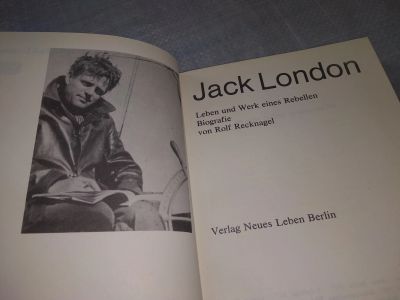 Jack London
Leben und Werk eines Rebellen
Biografie
von Rolf Recknagel
Verlag Neues Leben Berlin